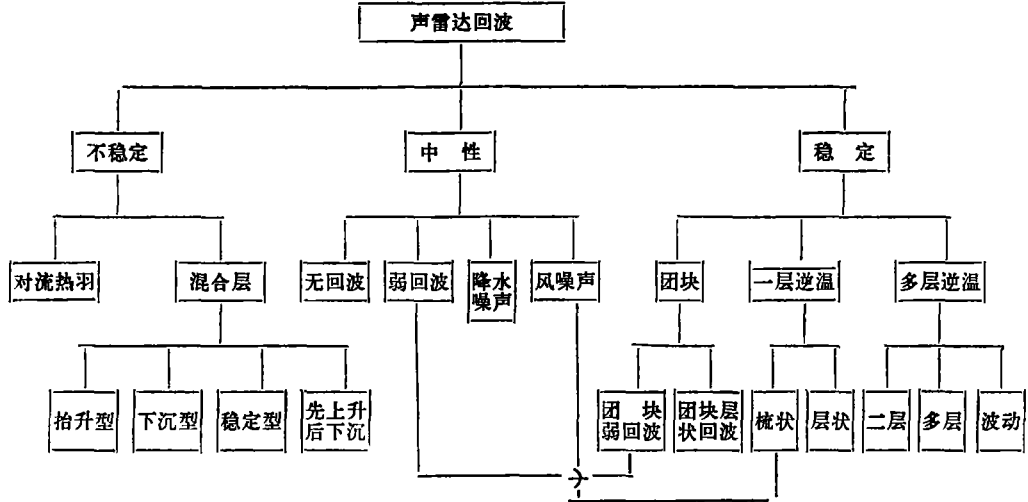 声雷达回波
不稳定
中 性
稳 定
对流热羽
混合层
无回波
弱回波
降水
噪声
风噪声
团块
一层逆温
多层逆温
抬升型
下沉型
稳定型
先上升
后下沉
团 块
弱回波
团块层
状回波
梳状
层状
二层
多层
波动